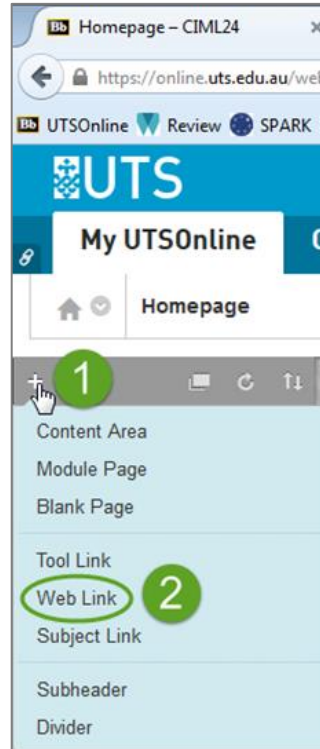 Bb Homepage – CIML24 ×
https://online.uts.edu.au/we
Bb UTSOnline Review SPARK
UTS
My UTSOnline
Homepage
+ 1
Content Area
Module Page
Blank Page
Tool Link
Web Link 2
Subject Link
Subheader
Divider